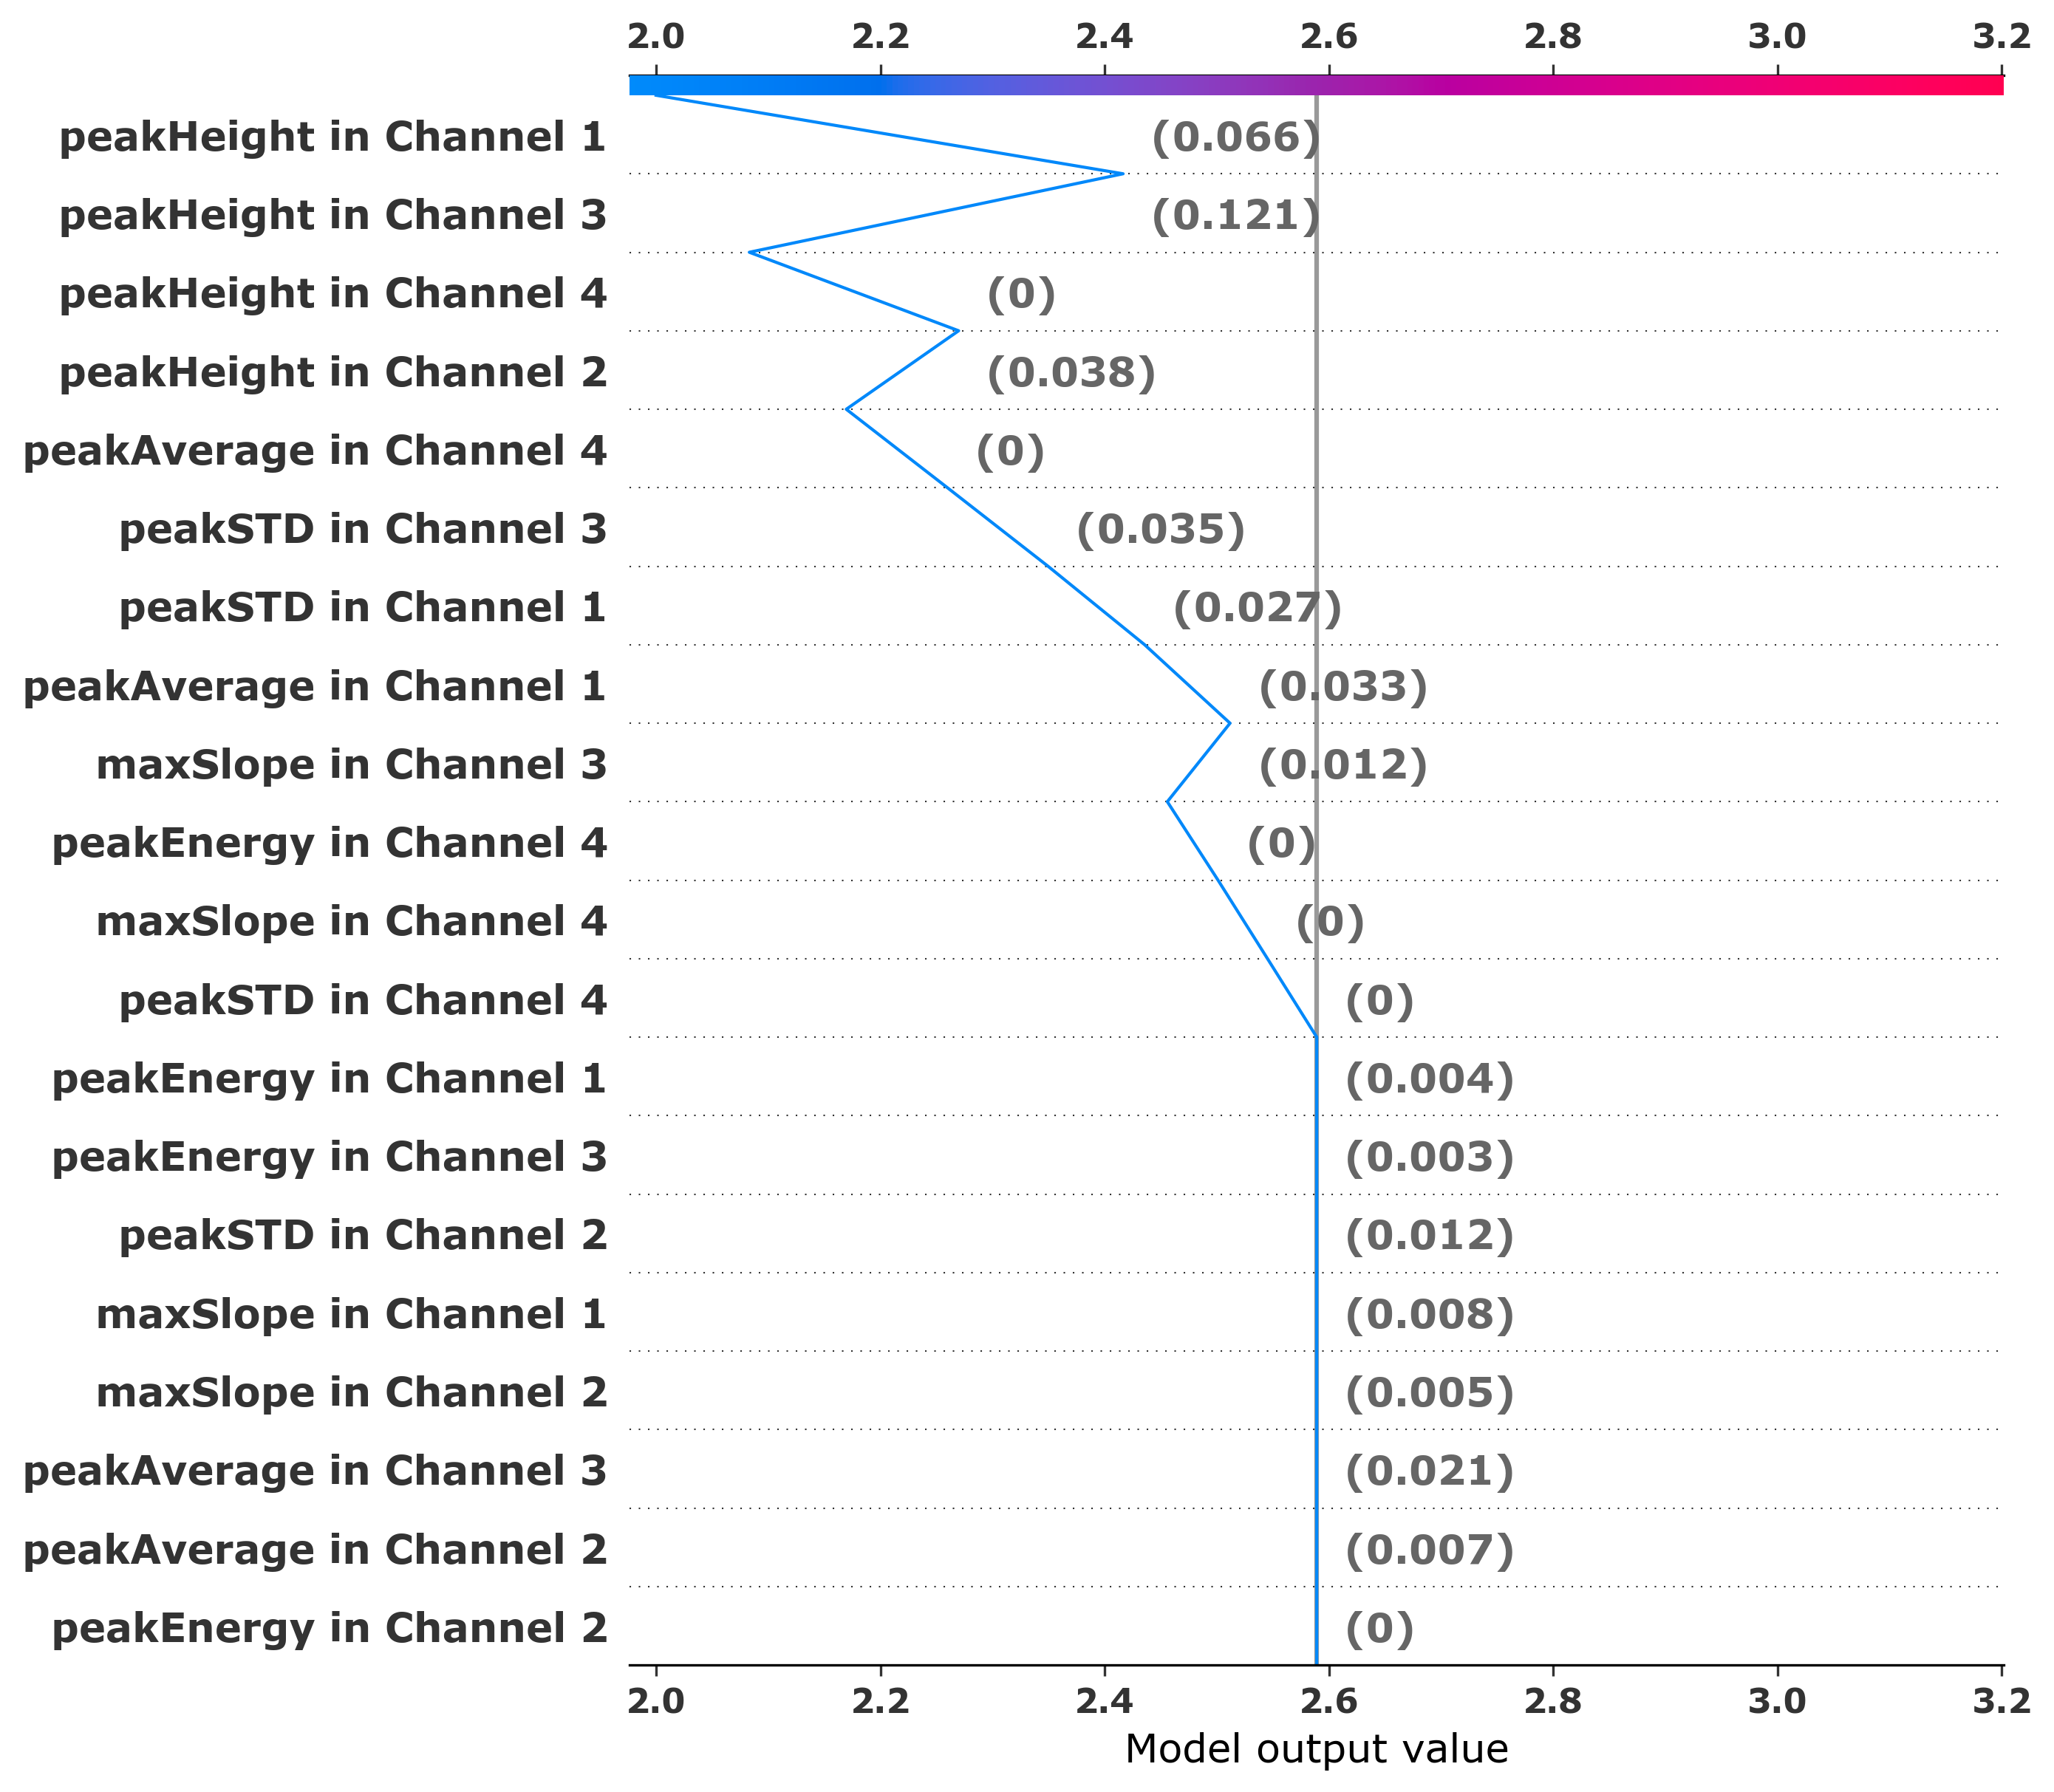 2.0 2.2 2.4 2.6 2.8 3.0 3.2
peakHeight in Channel 1 (0.066)
peakHeight in Channel 3 (0.121)
peakHeight in Channel 4 (0)
peakHeight in Channel 2 (0.038)
peakAverage in Channel 4 (0)
peakSTD in Channel 3 (0.035)
peakSTD in Channel 1 (0.027)
peakAverage in Channel 1 (0.033)
maxSlope in Channel 3 (0.012)
peakEnergy in Channel 4 (0)
maxSlope in Channel 4 (0)
peakSTD in Channel 4 (0)
peakEnergy in Channel 1 (0.004)
peakEnergy in Channel 3 (0.003)
peakSTD in Channel 2 (0.012)
maxSlope in Channel 1 (0.008)
maxSlope in Channel 2 (0.005)
peakAverage in Channel 3 (0.021)
peakAverage in Channel 2 (0.007)
peakEnergy in Channel 2 (0)
2.0 2.2 2.4 2.6 2.8 3.0 3.2
Model output value